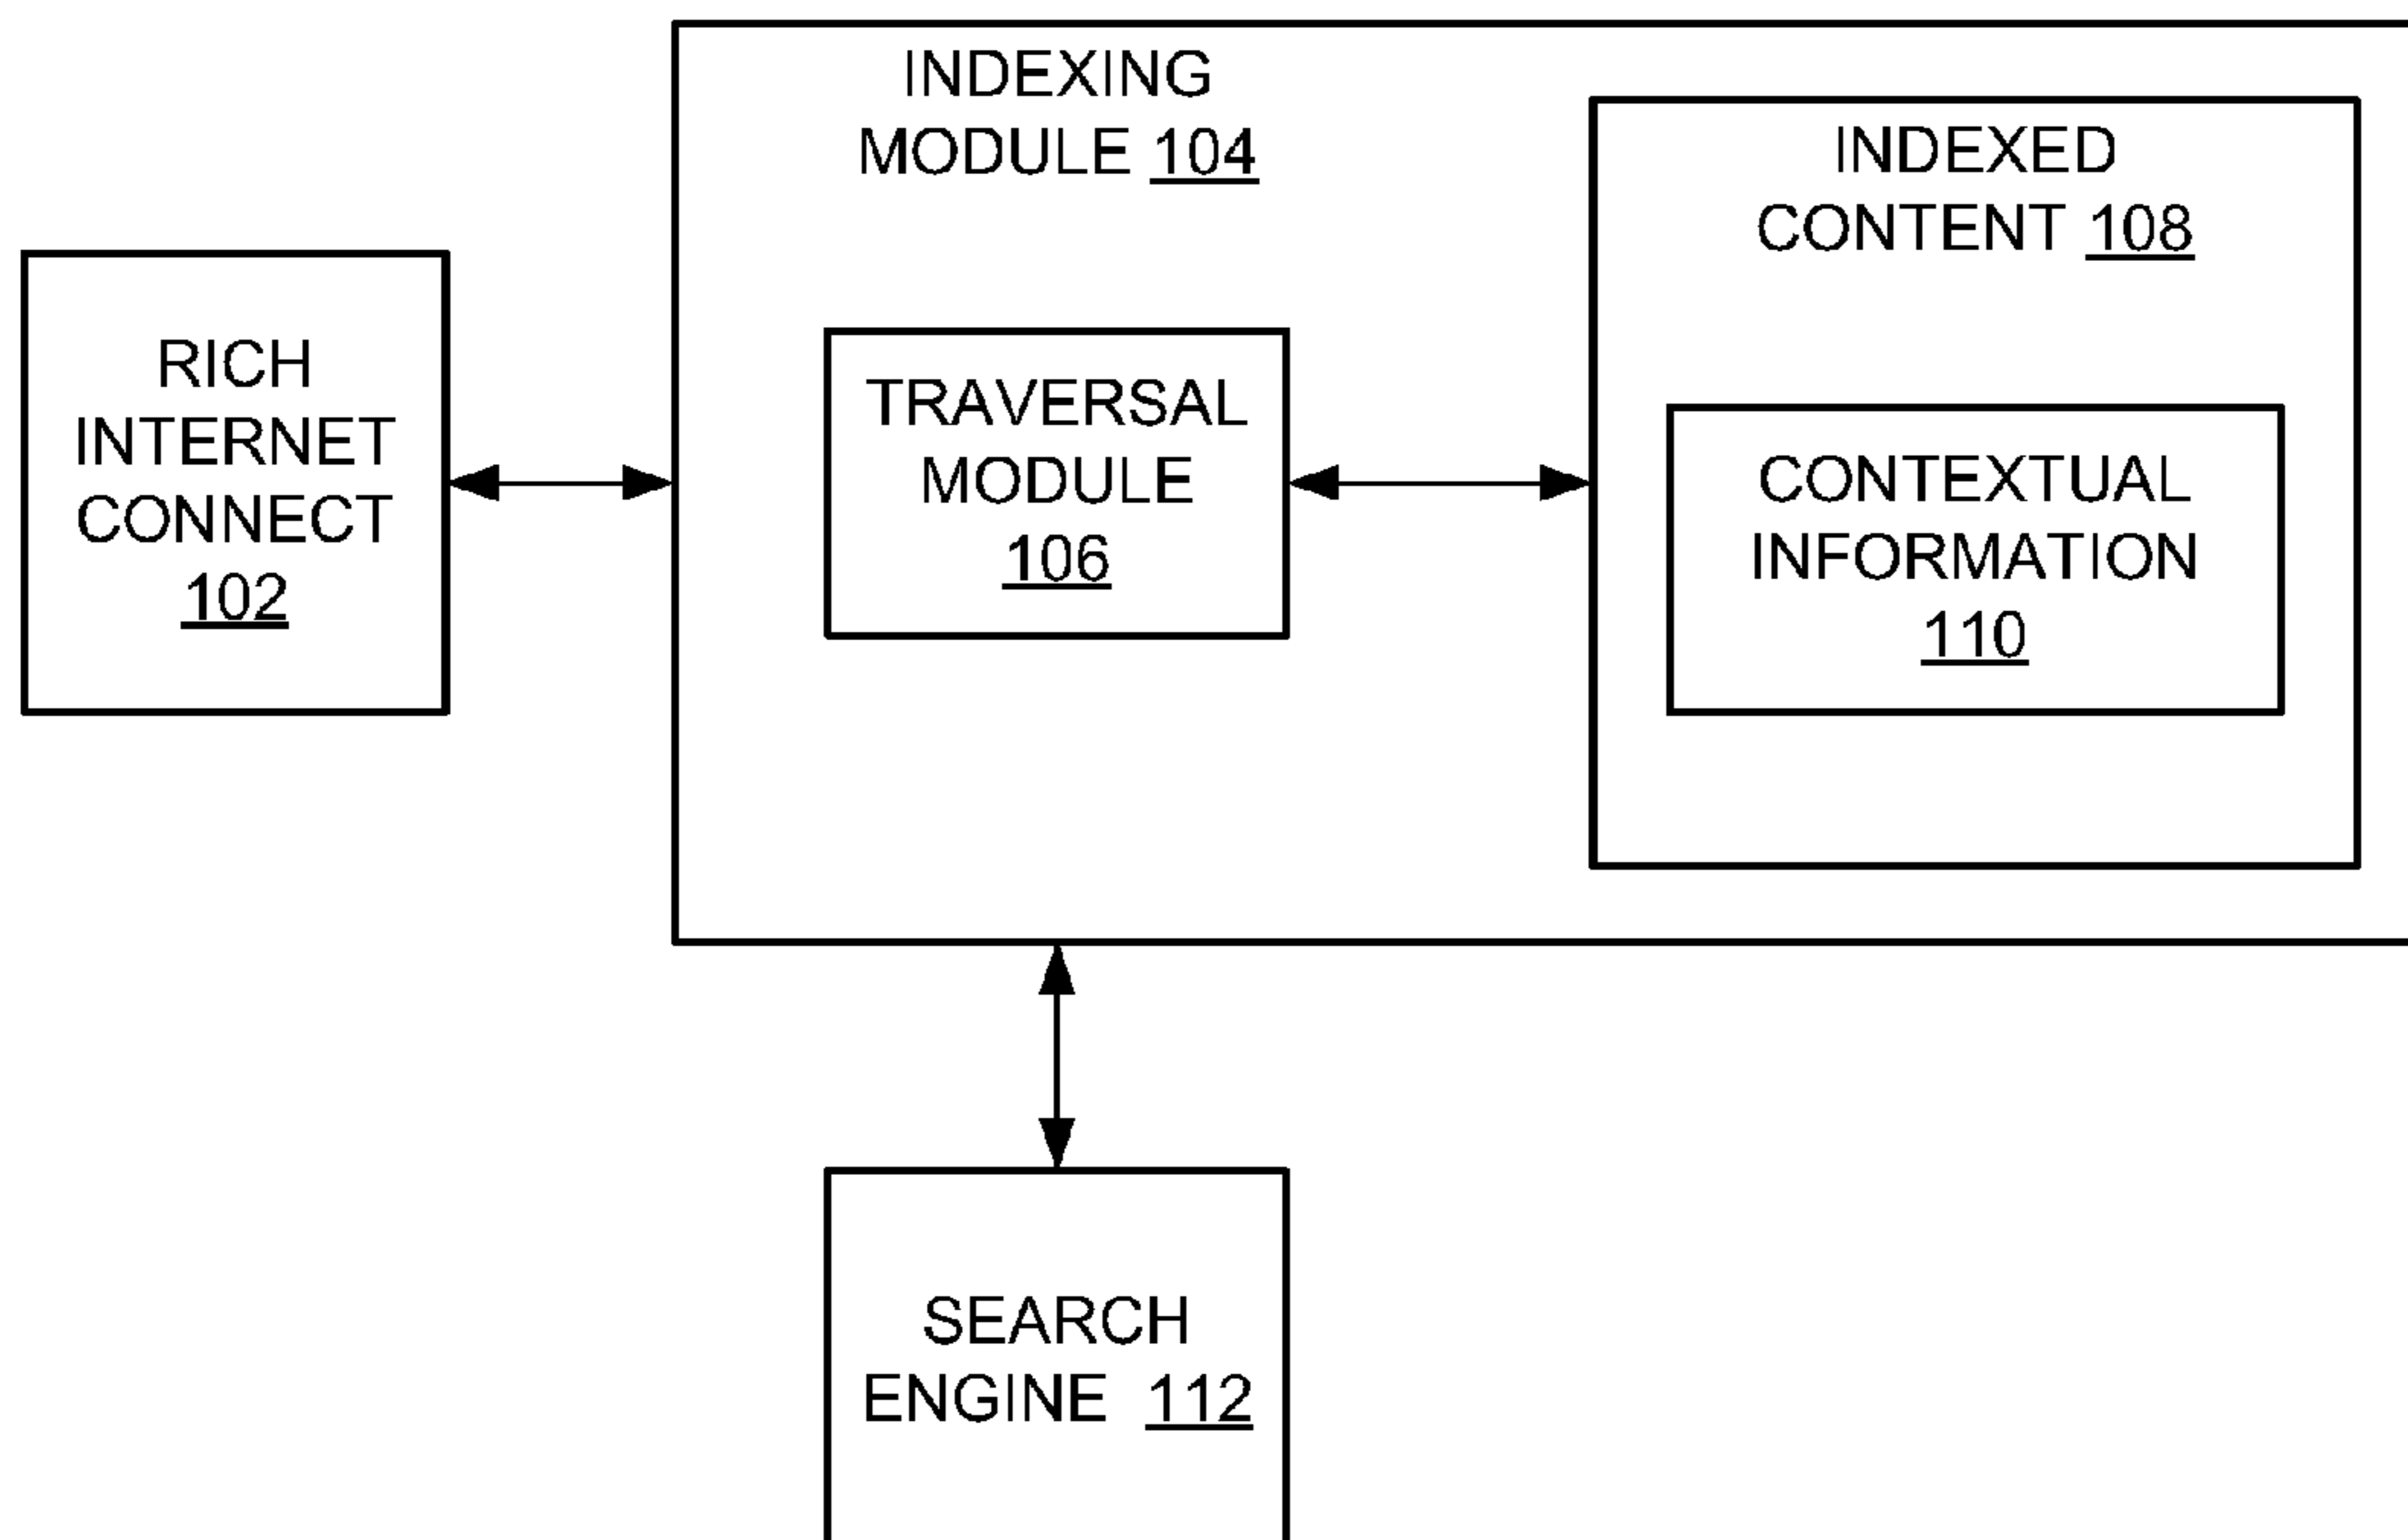 INDEXING
MODULE 104
INDEXED
CONTENT 108
RICH
INTERNET
CONNECT
102
TRAVERSAL
MODULE
106
CONTEXTUAL
INFORMATION
110
SEARCH
ENGINE 112